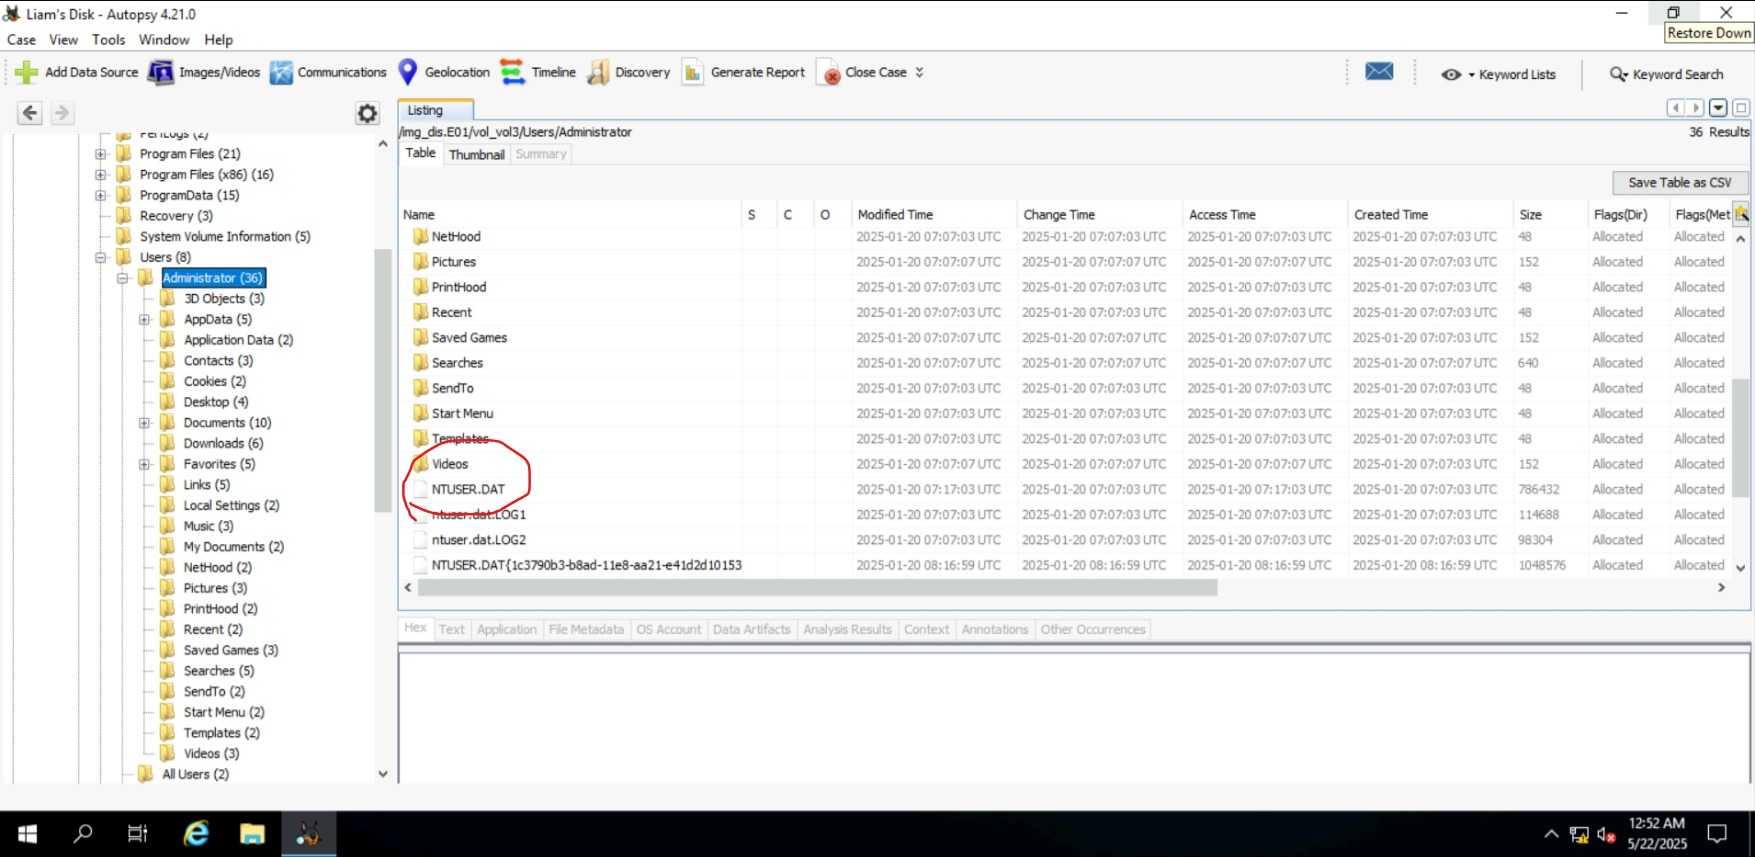 Liam's Disk - Autopsy 4.21.0
Restore Down
Case View Tools Window Help
Add Data Source Images/Videos Communications Geolocation Timeline Discovery Generate Report Close Case Keyword Lists Keyword Search
Listing
/img_dis.E01/vol_vol3/Users/Administrator 36 Results
Table Thumbnail Summary
Save Table as CSV
PerfLogs (2)
Program Files (21)
Program Files (x86) (16)
ProgramData (15)
Recovery (3)
System Volume Information (5)
Users (8)
Administrator (36)
3D Objects (3)
AppData (5)
Application Data (2)
Contacts (3)
Cookies (2)
Desktop (4)
Documents (10)
Downloads (6)
Favorites (5)
Links (5)
Local Settings (2)
Music (3)
My Documents (2)
NetHood (2)
Pictures (3)
PrintHood (2)
Recent (2)
Saved Games (3)
Searches (5)
SendTo (2)
Start Menu (2)
Templates (2)
Videos (3)
All Users (2)
Name S C O Modified Time Change Time Access Time Created Time Size Flags(Dir) Flags(Met
NetHood 2025-01-20 07:07:03 UTC 2025-01-20 07:07:03 UTC 2025-01-20 07:07:03 UTC 2025-01-20 07:07:03 UTC 48 Allocated Allocated
Pictures 2025-01-20 07:07:07 UTC 2025-01-20 07:07:07 UTC 2025-01-20 07:07:07 UTC 2025-01-20 07:07:07 UTC 152 Allocated Allocated
PrintHood 2025-01-20 07:07:03 UTC 2025-01-20 07:07:03 UTC 2025-01-20 07:07:03 UTC 2025-01-20 07:07:03 UTC 48 Allocated Allocated
Recent 2025-01-20 07:07:03 UTC 2025-01-20 07:07:03 UTC 2025-01-20 07:07:03 UTC 2025-01-20 07:07:03 UTC 48 Allocated Allocated
Saved Games 2025-01-20 07:07:07 UTC 2025-01-20 07:07:07 UTC 2025-01-20 07:07:07 UTC 2025-01-20 07:07:07 UTC 152 Allocated Allocated
Searches 2025-01-20 07:07:07 UTC 2025-01-20 07:07:07 UTC 2025-01-20 07:07:07 UTC 2025-01-20 07:07:07 UTC 640 Allocated Allocated
SendTo 2025-01-20 07:07:03 UTC 2025-01-20 07:07:03 UTC 2025-01-20 07:07:03 UTC 2025-01-20 07:07:03 UTC 48 Allocated Allocated
Start Menu 2025-01-20 07:07:03 UTC 2025-01-20 07:07:03 UTC 2025-01-20 07:07:03 UTC 2025-01-20 07:07:03 UTC 48 Allocated Allocated
Templates 2025-01-20 07:07:03 UTC 2025-01-20 07:07:03 UTC 2025-01-20 07:07:03 UTC 2025-01-20 07:07:03 UTC 48 Allocated Allocated
Videos 2025-01-20 07:07:07 UTC 2025-01-20 07:07:07 UTC 2025-01-20 07:07:07 UTC 2025-01-20 07:07:07 UTC 152 Allocated Allocated
NTUSER.DAT 2025-01-20 07:17:03 UTC 2025-01-20 07:17:03 UTC 2025-01-20 07:17:03 UTC 2025-01-20 07:07:03 UTC 786432 Allocated Allocated
ntuser.dat.LOG1 2025-01-20 07:07:03 UTC 2025-01-20 07:07:03 UTC 2025-01-20 07:07:03 UTC 2025-01-20 07:07:03 UTC 114688 Allocated Allocated
ntuser.dat.LOG2 2025-01-20 07:07:03 UTC 2025-01-20 07:07:03 UTC 2025-01-20 07:07:03 UTC 2025-01-20 07:07:03 UTC 98304 Allocated Allocated
NTUSER.DAT{1c3790b3-b8ad-11e8-aa21-e41d2d10153 2025-01-20 08:16:59 UTC 2025-01-20 08:16:59 UTC 2025-01-20 08:16:59 UTC 2025-01-20 08:16:59 UTC 1048576 Allocated Allocated
Hex Text Application File Metadata OS Account Data Artifacts Analysis Results Context Annotations Other Occurrences
12:52 AM
5/22/2025